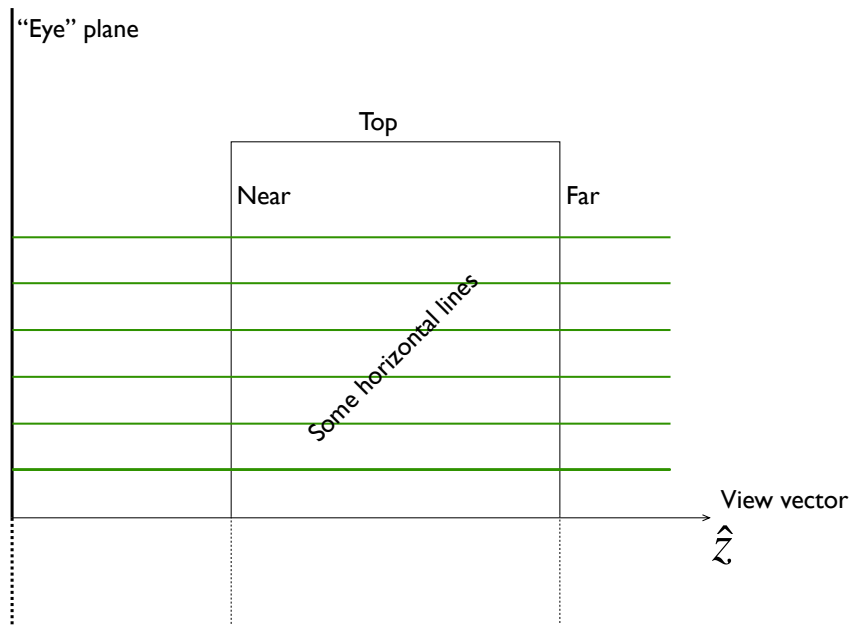 “Eye” plane
Top
Near
Far
Some horizontal lines
View vector
ẑ